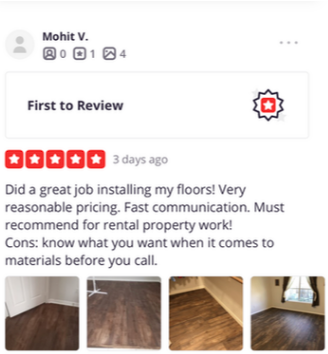 Mohit V.
0 1 4
First to Review
3 days ago
Did a great job installing my floors! Very
reasonable pricing. Fast communication. Must
recommend for rental property work!
Cons: know what you want when it comes to
materials before you call.